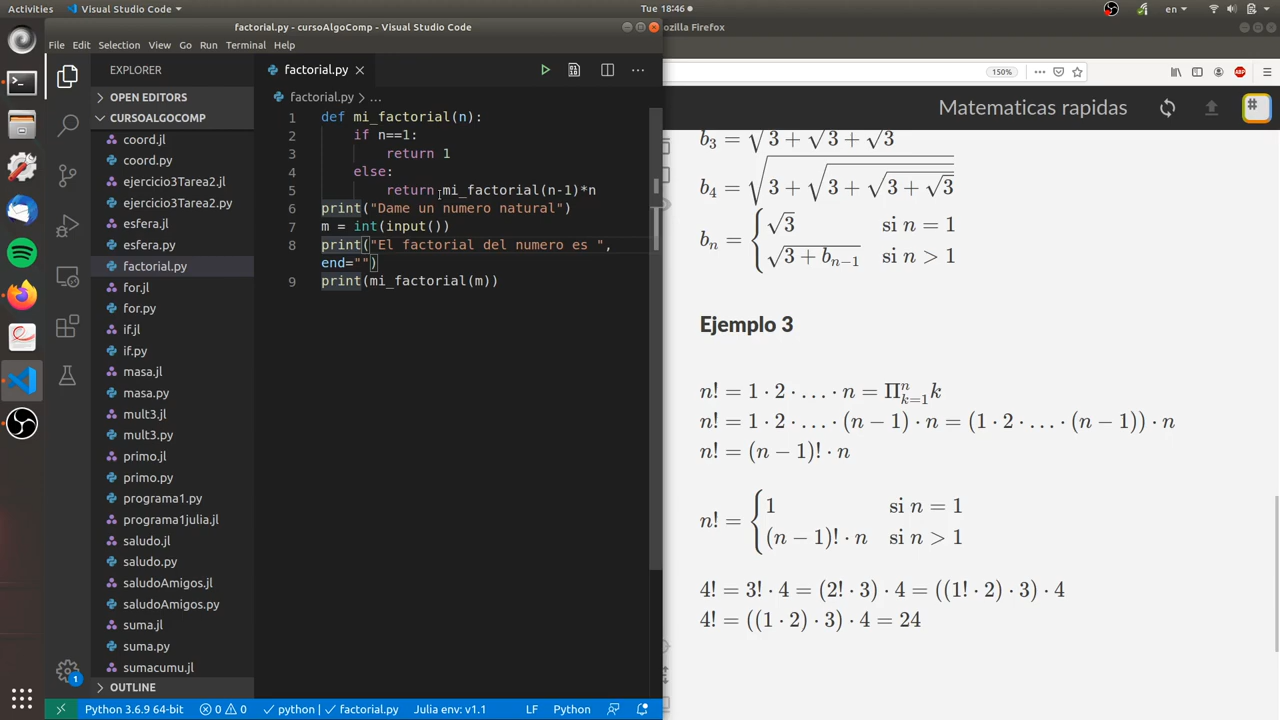 Activities
Visual Studio Code
Tue 18:46
en
factorial.py - cursoAlgoComp - Visual Studio Code
ozilla Firefox
File Edit Selection View Go Run Terminal Help
EXPLORER
OPEN EDITORS
CURSOALGOCOMP
coord.jl
coord.py
ejercicio3Tarea2.jl
ejercicio3Tarea2.py
esfera.jl
esfera.py
factorial.py
for.jl
for.py
if.jl
if.py
masa.jl
masa.py
mult3.jl
mult3.py
primo.jl
primo.py
programa1.py
programa1julia.jl
saludo.jl
saludo.py
saludoAmigos.jl
saludoAmigos.py
suma.jl
suma.py
sumacumu.jl
OUTLINE
factorial.py
factorial.py > ...
1 def mi_factorial(n):
2 if n==1:
3 return 1
4 else:
5 return mi_factorial(n-1)*n
6 print("Dame un numero natural")
7 m = int(input())
8 print("El factorial del numero es ",
end="")
9 print(mi_factorial(m))
150%
ABP
Matematicas rapidas
#
b₃ = √3 + √3 + √3
b₄ = √3 + √3 + √3 + √3
bₙ = { √3 si n = 1
√3 + bₙ₋₁ si n > 1
Ejemplo 3
n! = 1 · 2 · . . . · n = Πⁿₖ₌₁ k
n! = 1 · 2 · . . . · (n − 1) · n = (1 · 2 · . . . · (n − 1)) · n
n! = (n − 1)! · n
n! = { 1 si n = 1
(n − 1)! · n si n > 1
4! = 3! · 4 = (2! · 3) · 4 = ((1! · 2) · 3) · 4
4! = ((1 · 2) · 3) · 4 = 24
1
Python 3.6.9 64-bit
0 0
python | factorial.py
Julia env: v1.1
LF
Python